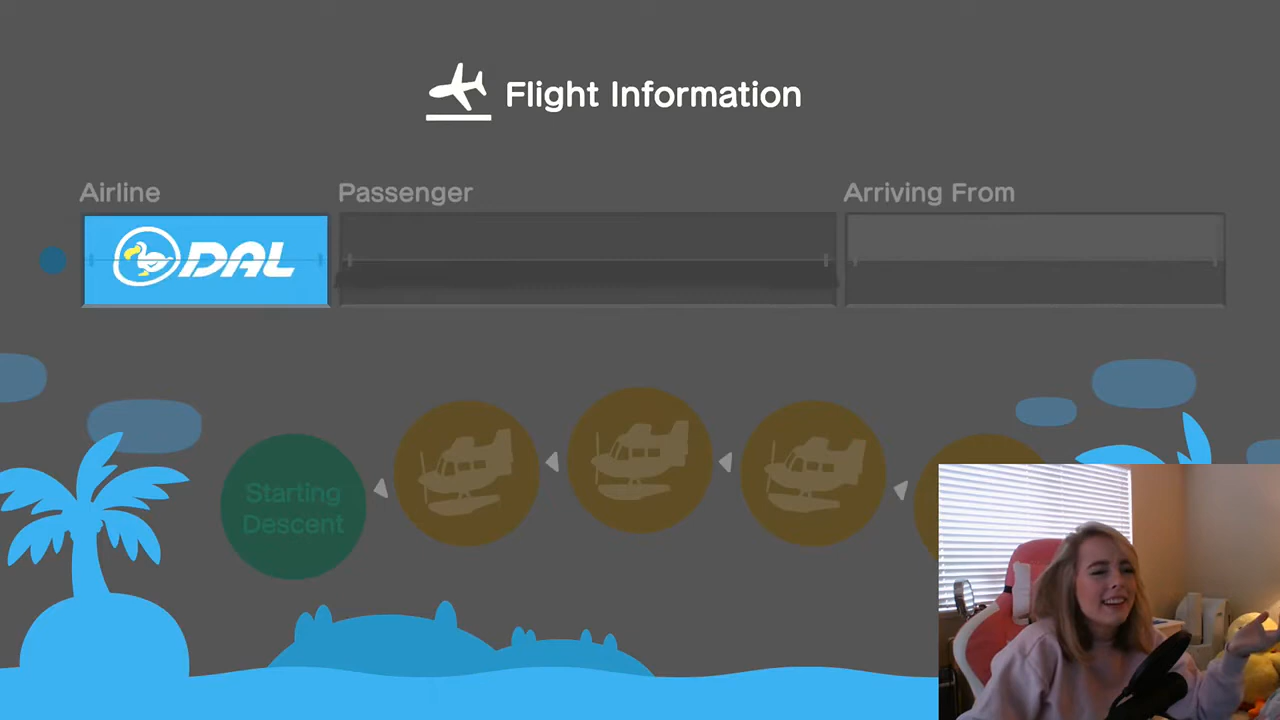 Flight Information
Airline
Passenger
Arriving From
DAL
Starting
Descent